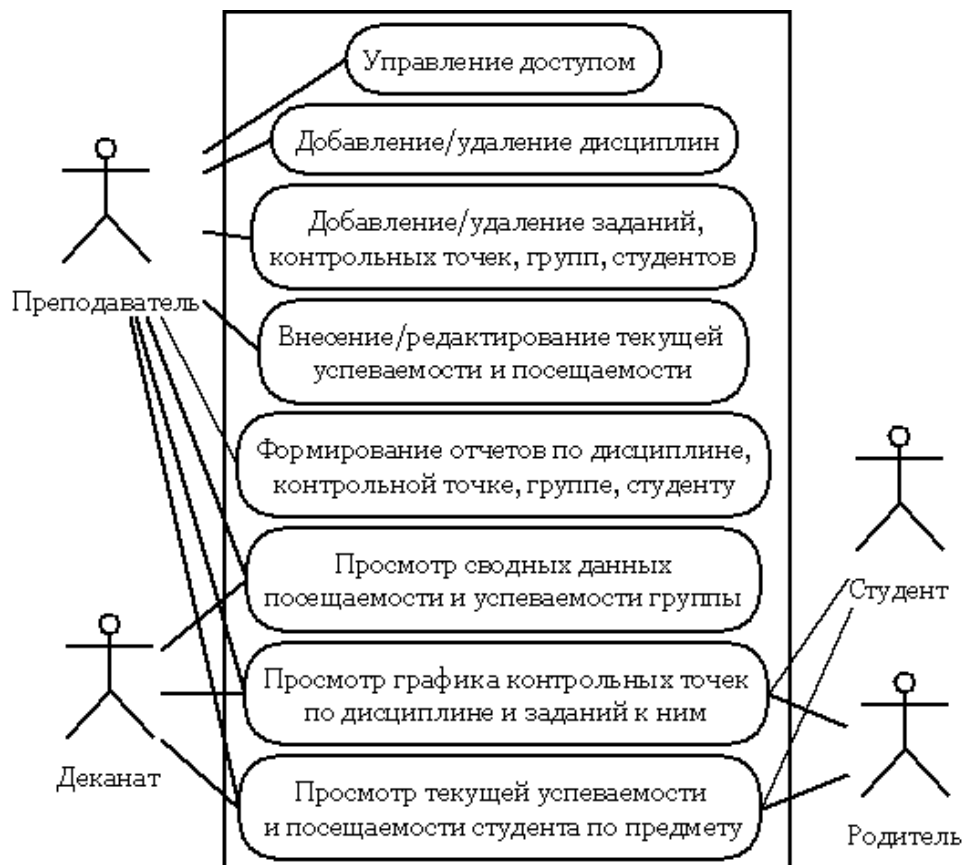 Управление доступом
Добавление/удаление дисциплин
Добавление/удаление заданий,
контрольных точек, групп, студентов
Преподаватель
Внесение/редактирование текущей
успеваемости и посещаемости
Формирование отчетов по дисциплине,
контрольной точке, группе, студенту
Просмотр сводных данных
посещаемости и успеваемости группы
Студент
Просмотр графика контрольных точек
по дисциплине и заданий к ним
Деканат
Просмотр текущей успеваемости
и посещаемости студента по предмету
Родитель